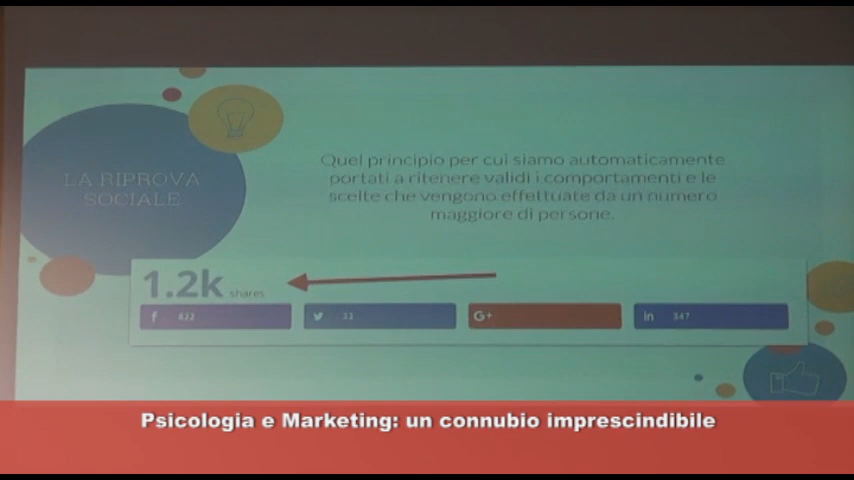 LA RIPROVA
SOCIALE
Quel principio per cui siamo automaticamente
portati a ritenere validi i comportamenti e le
scelte che vengono effettuate da un numero
maggiore di persone.
1.2k shares
f 822
33
G+
in 347
Psicologia e Marketing: un connubio imprescindibile